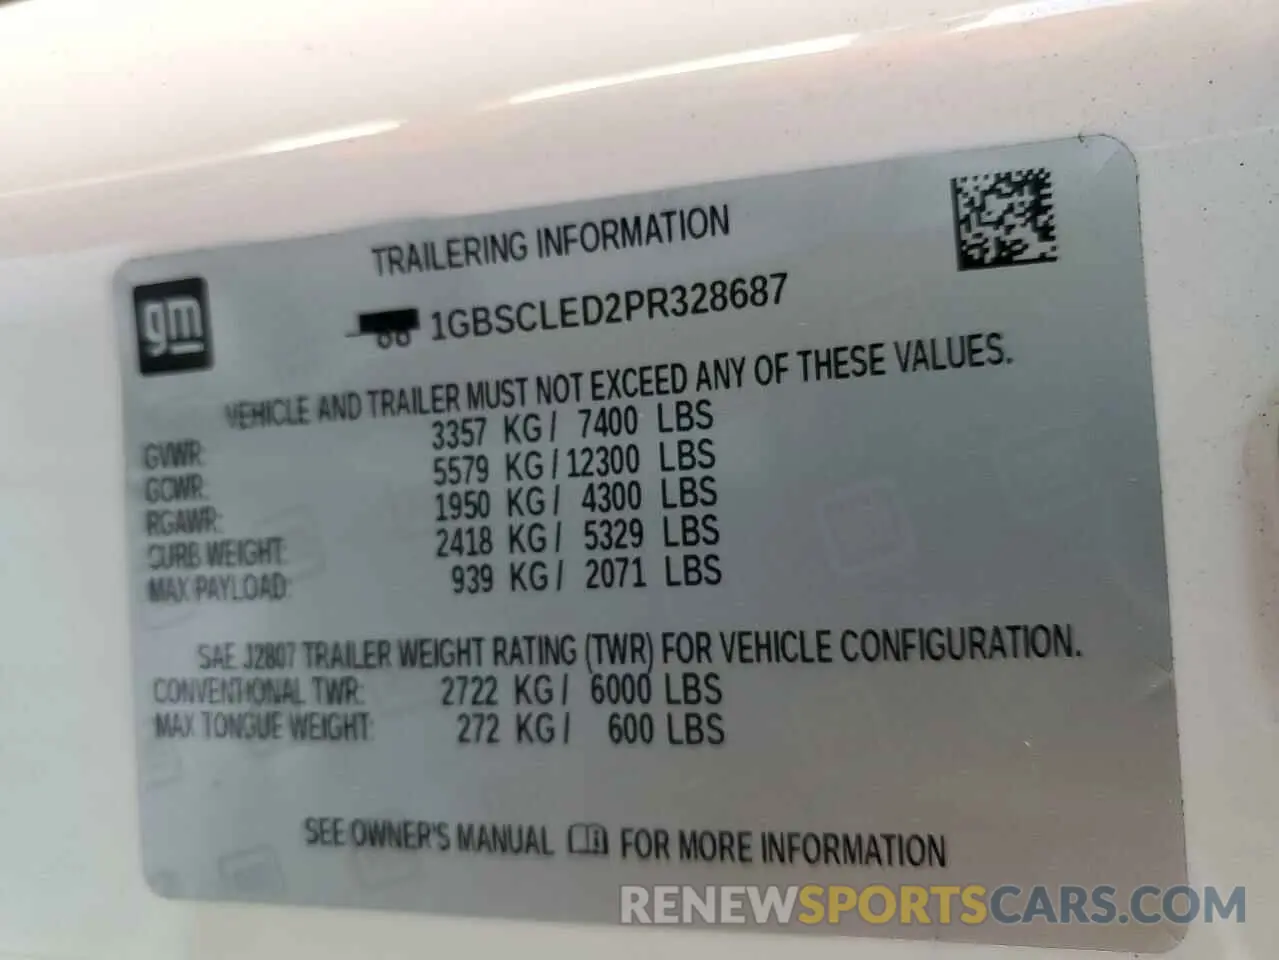 TRAILERING INFORMATION
gm
1GBSCLED2PR328687
VEHICLE AND TRAILER MUST NOT EXCEED ANY OF THESE VALUES.
GVWR: 3357 KG / 7400 LBS
GCWR: 5579 KG / 12300 LBS
RGAWR: 1950 KG / 4300 LBS
CURB WEIGHT: 2418 KG / 5329 LBS
MAX PAYLOAD: 939 KG / 2071 LBS
SAE J2807 TRAILER WEIGHT RATING (TWR) FOR VEHICLE CONFIGURATION.
CONVENTIONAL TWR: 2722 KG / 6000 LBS
MAX TONGUE WEIGHT: 272 KG / 600 LBS
SEE OWNER'S MANUAL FOR MORE INFORMATION
RENEWSPORTSCARS.COM